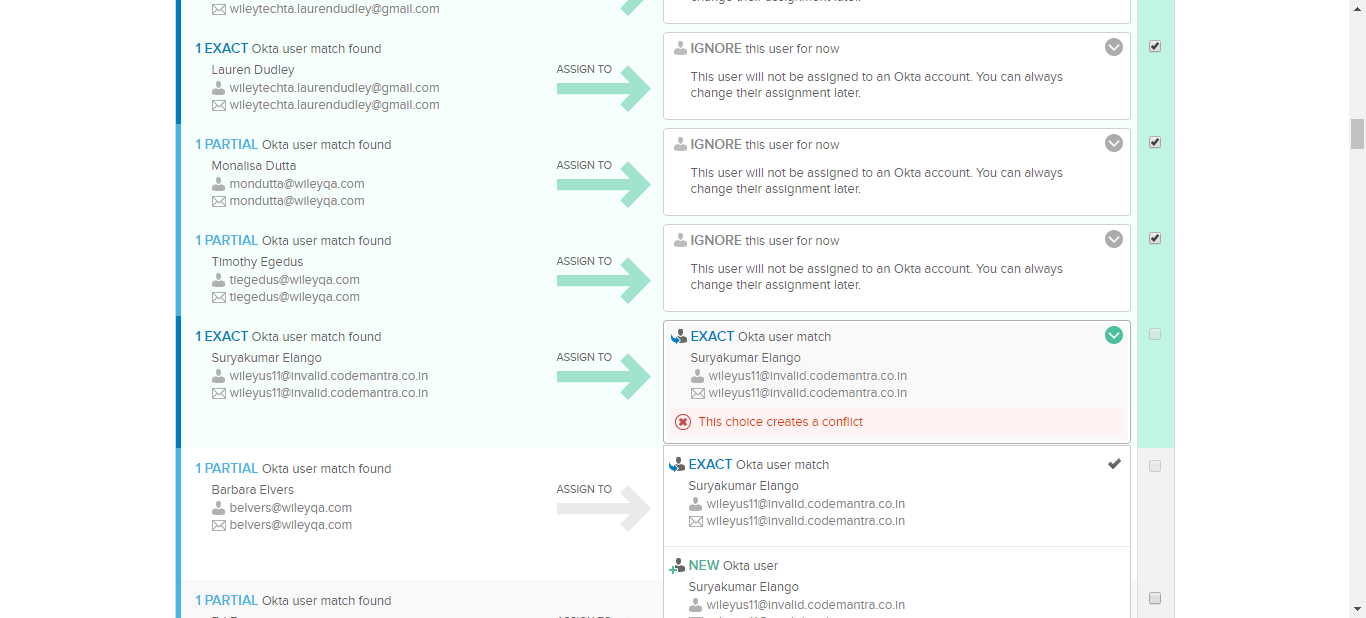 wileytechta.laurendudley@gmail.com
1 EXACT Okta user match found
Lauren Dudley
wileytechta.laurendudley@gmail.com
wileytechta.laurendudley@gmail.com
ASSIGN TO
IGNORE this user for now
This user will not be assigned to an Okta account. You can always
change their assignment later.
1 PARTIAL Okta user match found
Monalisa Dutta
mondutta@wileyqa.com
mondutta@wileyqa.com
ASSIGN TO
IGNORE this user for now
This user will not be assigned to an Okta account. You can always
change their assignment later.
1 PARTIAL Okta user match found
Timothy Egedus
tiegedus@wileyqa.com
tiegedus@wileyqa.com
ASSIGN TO
IGNORE this user for now
This user will not be assigned to an Okta account. You can always
change their assignment later.
1 EXACT Okta user match found
Suryakumar Elango
wileyus11@invalid.codemantra.co.in
wileyus11@invalid.codemantra.co.in
ASSIGN TO
EXACT Okta user match
Suryakumar Elango
wileyus11@invalid.codemantra.co.in
wileyus11@invalid.codemantra.co.in
This choice creates a conflict
1 PARTIAL Okta user match found
Barbara Elvers
belvers@wileyqa.com
belvers@wileyqa.com
ASSIGN TO
EXACT Okta user match
Suryakumar Elango
wileyus11@invalid.codemantra.co.in
wileyus11@invalid.codemantra.co.in
NEW Okta user
Suryakumar Elango
wileyus11@invalid.codemantra.co.in
1 PARTIAL Okta user match found